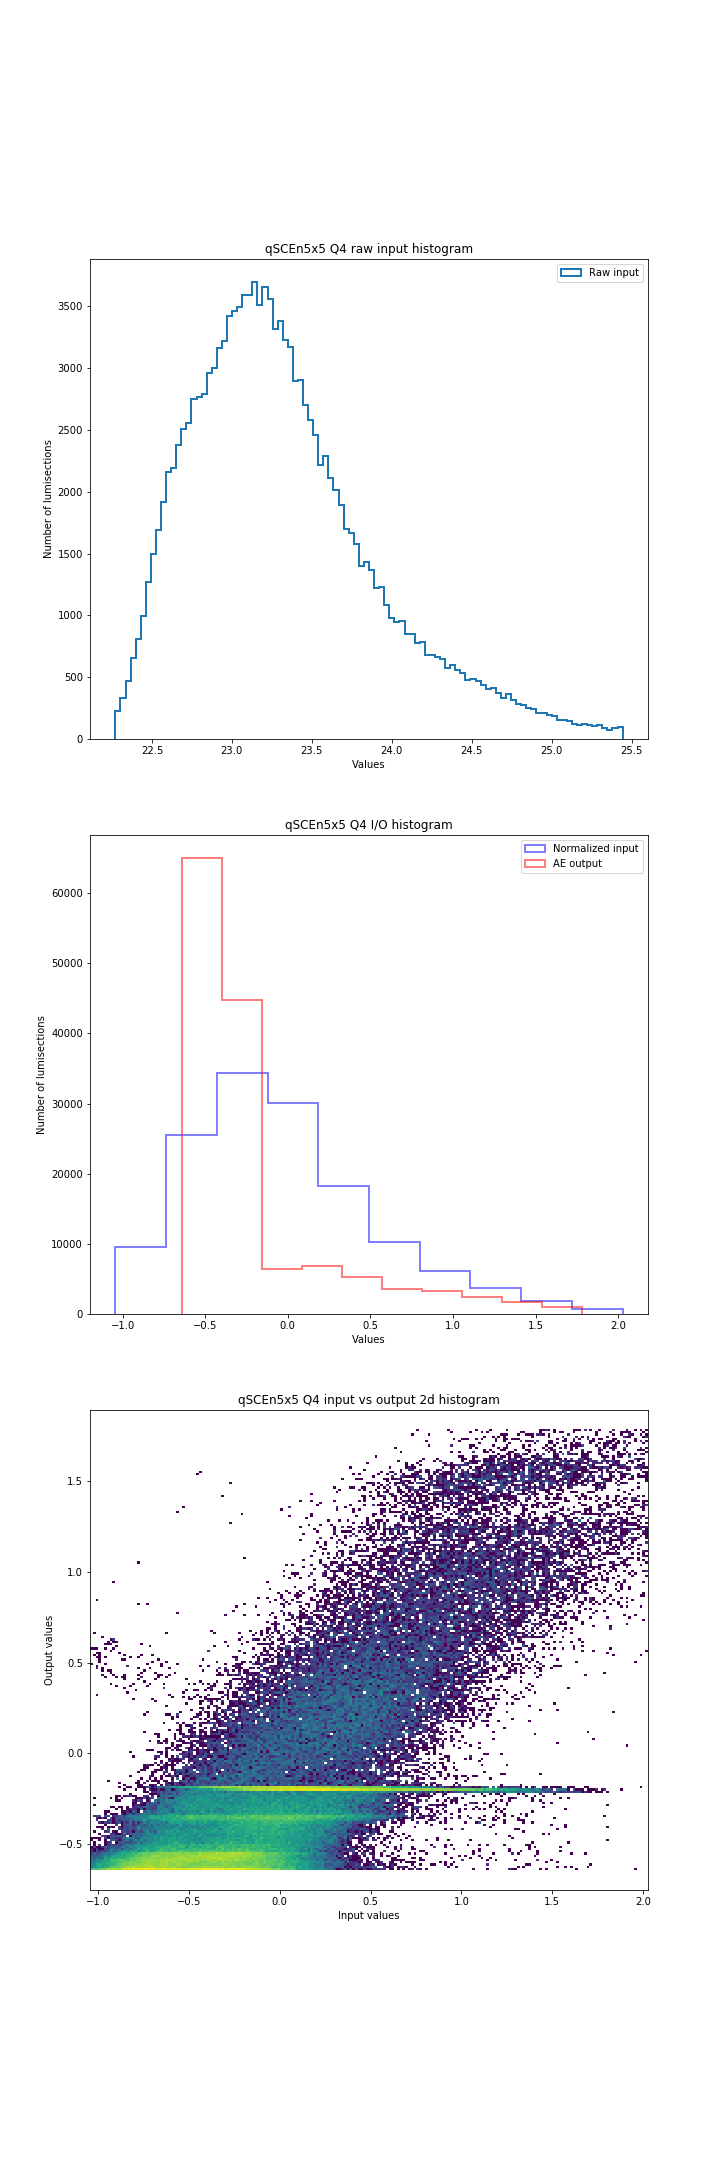 qSCEn5x5 Q4 raw input histogram
Raw input
3500
3000
2500
2000
1500
1000
500
0
Number of lumisections
22.5 23.0 23.5 24.0 24.5 25.0 25.5
Values
qSCEn5x5 Q4 I/O histogram
Normalized input
AE output
60000
50000
40000
30000
20000
10000
0
Number of lumisections
−1.0 −0.5 0.0 0.5 1.0 1.5 2.0
Values
qSCEn5x5 Q4 input vs output 2d histogram
1.5
1.0
0.5
0.0
−0.5
Output values
−1.0 −0.5 0.0 0.5 1.0 1.5 2.0
Input values